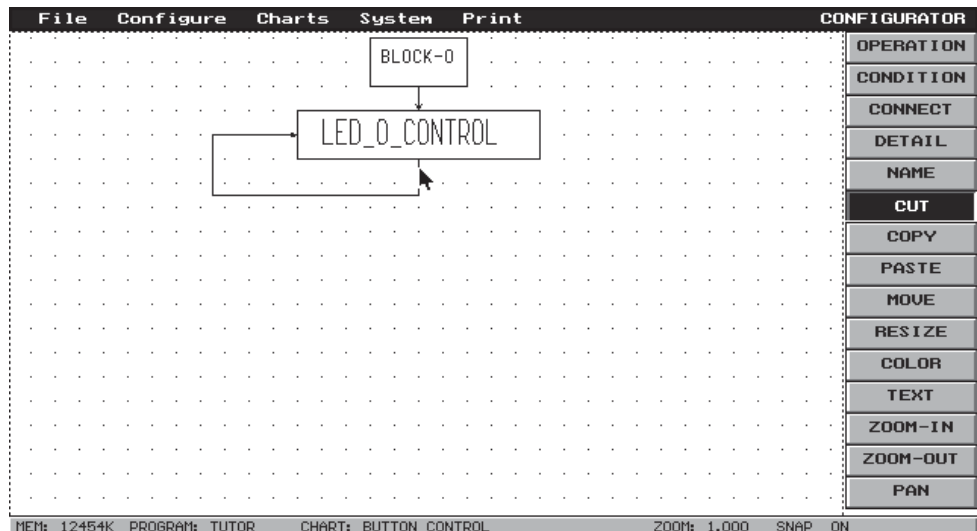 File Configure Charts System Print CONFIGURATOR
BLOCK-0
LED_0_CONTROL
OPERATION
CONDITION
CONNECT
DETAIL
NAME
CUT
COPY
PASTE
MOVE
RESIZE
COLOR
TEXT
ZOOM-IN
ZOOM-OUT
PAN
MEM: 12454K PROGRAM: TUTOR CHART: BUTTON CONTROL ZOOM: 1.000 SNAP ON